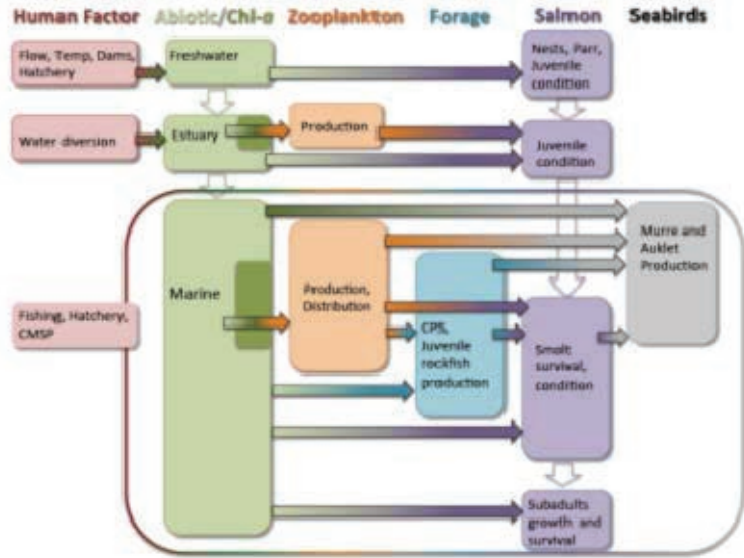 Human Factor
Abiotic/Chl-a
Zooplankton
Forage
Salmon
Seabirds
Flow, Temp, Dams,
Hatchery
Freshwater
Nests, Parr,
Juvenile
condition
Water diversion
Estuary
Production
Juvenile
condition
Marine
Production,
Distribution
Murre and
Auklet
Production
Fishing, Hatchery,
CMSP
CPS,
Juvenile
rockfish
production
Smolt
survival,
condition
Subadults
growth and
survival